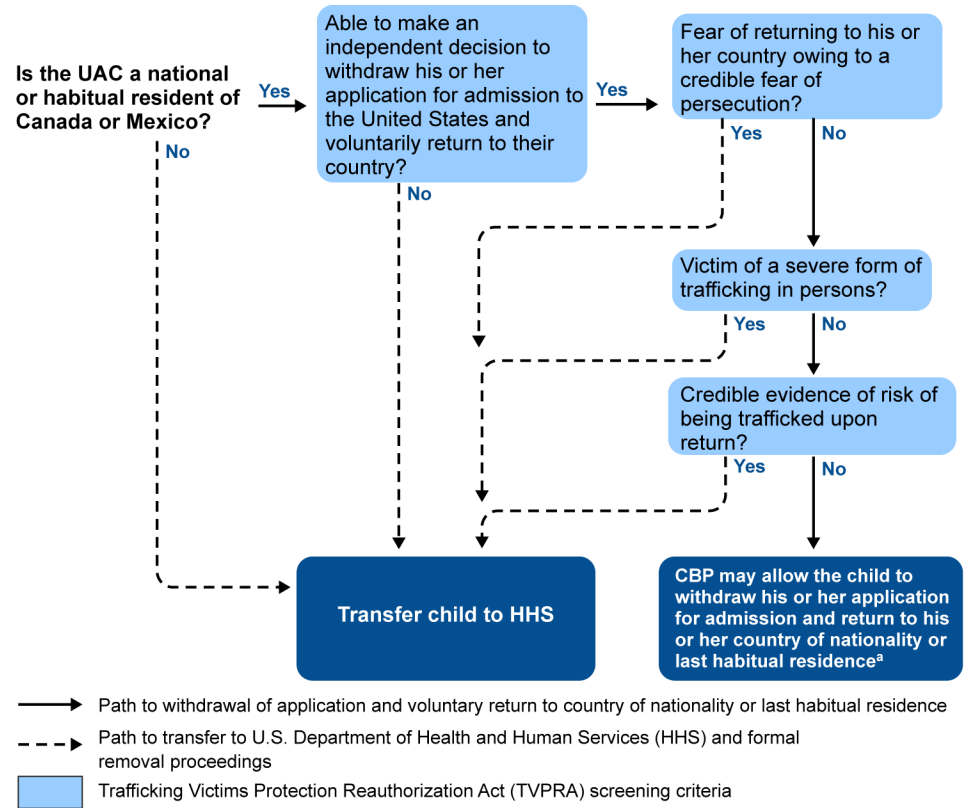 Is the UAC a national
or habitual resident of
Canada or Mexico?
Yes
No
Able to make an
independent decision to
withdraw his or her
application for admission to
the United States and
voluntarily return to their
country?
Yes
No
Fear of returning to his or
her country owing to a
credible fear of
persecution?
Yes
No
Victim of a severe form of
trafficking in persons?
Yes
No
Credible evidence of risk of
being trafficked upon
return?
Yes
No
Transfer child to HHS
CBP may allow the child to
withdraw his or her application
for admission and return to his
or her country of nationality or
last habitual residenceª
Path to withdrawal of application and voluntary return to country of nationality or last habitual residence
Path to transfer to U.S. Department of Health and Human Services (HHS) and formal
removal proceedings
Trafficking Victims Protection Reauthorization Act (TVPRA) screening criteria